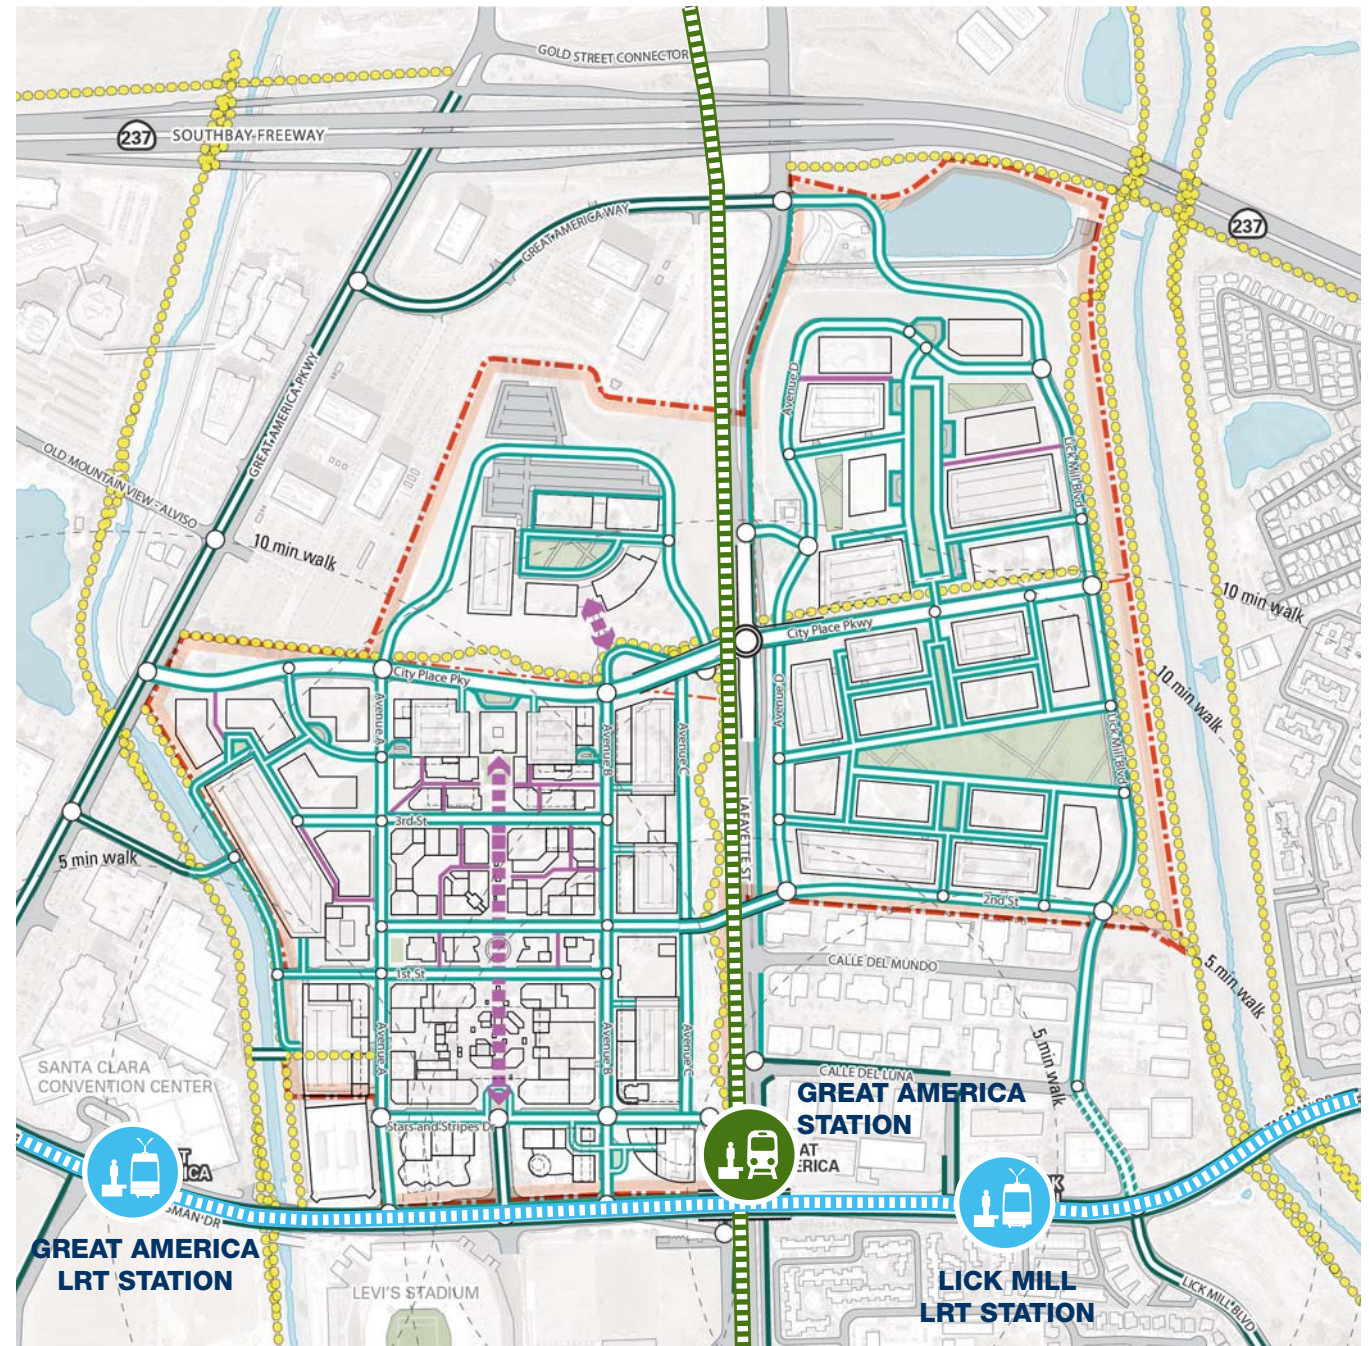 GOLD STREET CONNECTOR
237
SOUTHBAY FREEWAY
237
GREAT AMERICA WAY
GREAT AMERICA PKWY
OLD MOUNTAIN VIEW - ALVISO
10 min walk
Avenue D
Lick Mill Blvd
10 min walk
City Place Pkwy
City Place Pky
10 min walk
Avenue A
Avenue B
Avenue C
Avenue D
Lick Mill Blvd
3rd St
LAFAYETTE ST
5 min walk
2nd St
CALLE DEL MUNDO
5 min walk
1st St
5 min walk
Avenue A
Avenue B
Avenue C
SANTA CLARA
CONVENTION CENTER
CALLE DEL LUNA
GREAT AMERICA
STATION
Stars and Stripes Dr
GREAT AMERICA
LRT STATION
LEVI'S STADIUM
LICK MILL
LRT STATION
LICK MILL BLVD